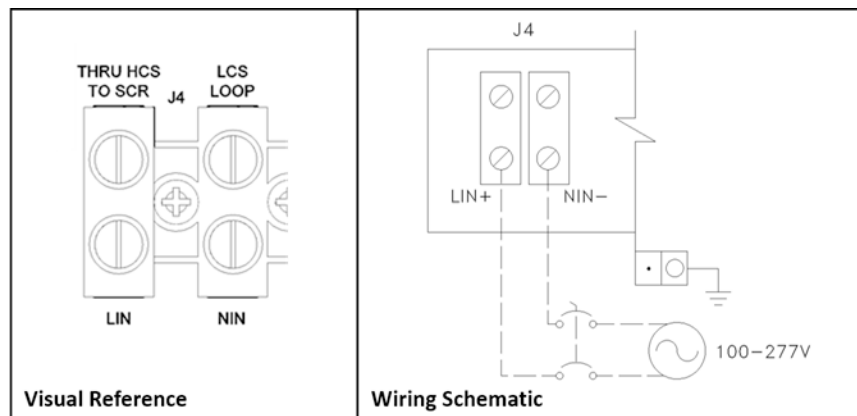 THRU HCS
TO SCR
J4
LCS
LOOP
LIN
NIN
Visual Reference
J4
LIN+
NIN-
100-277V
Wiring Schematic